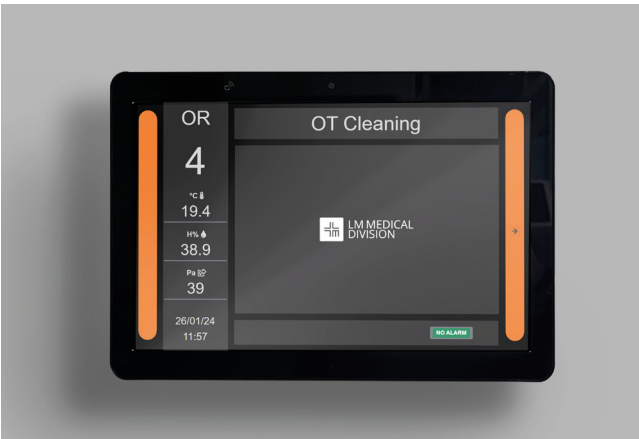 OR
4
°C
19.4
H%
38.9
Pa
39
26/01/24
11:57
OT Cleaning
LM MEDICAL
DIVISION
NO ALARM